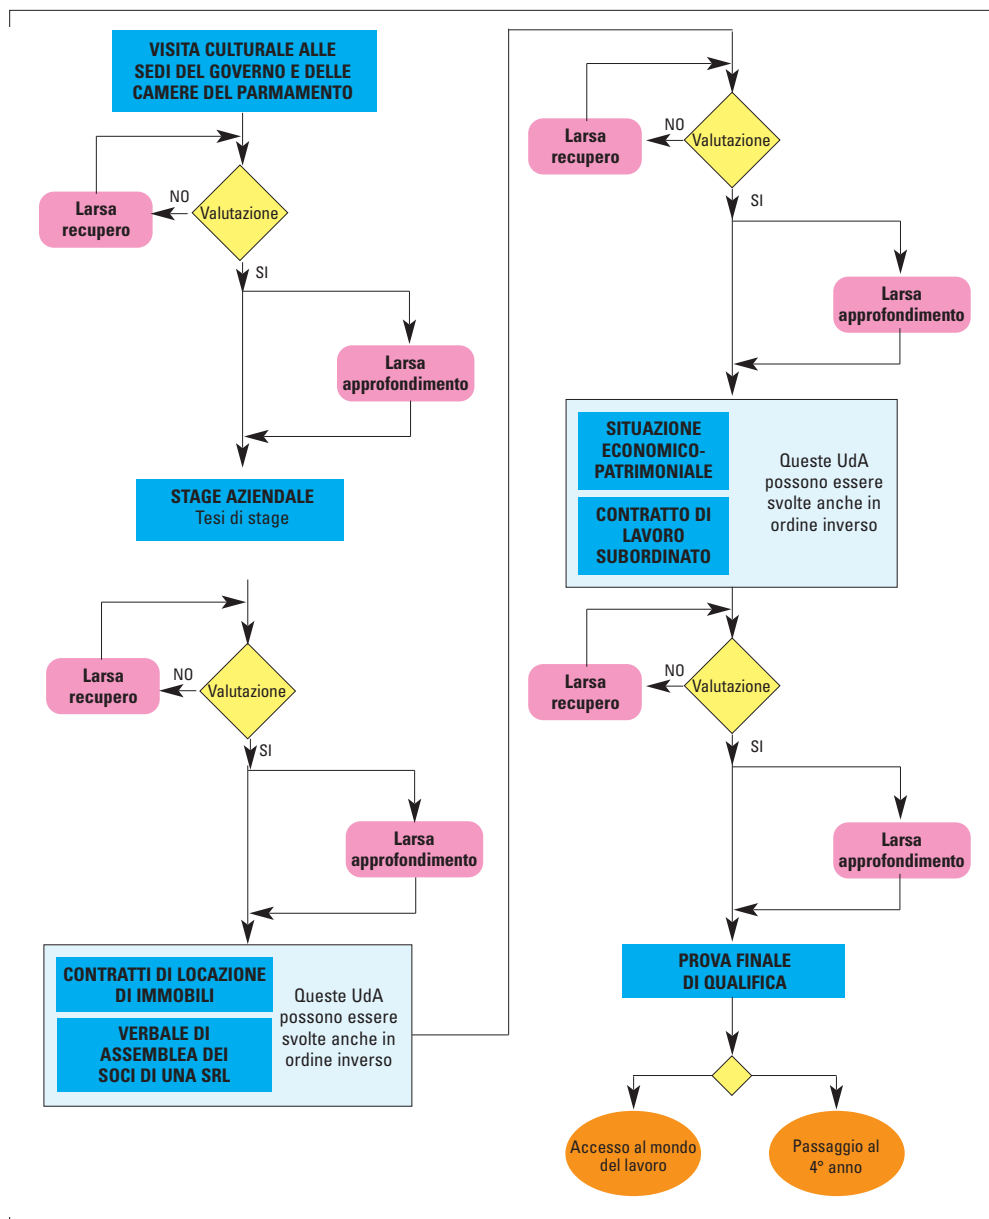 VISITA CULTURALE ALLE
SEDI DEL GOVERNO E DELLE
CAMERE DEL PARMAMENTO
Larsa
recupero
NO
Valutazione
SI
Larsa
approfondimento
STAGE AZIENDALE
Tesi di stage
Larsa
recupero
NO
Valutazione
SI
Larsa
approfondimento
CONTRATTI DI LOCAZIONE
DI IMMOBILI
VERBALE DI
ASSEMBLEA DEI
SOCI DI UNA SRL
Queste UdA
possono essere
svolte anche in
ordine inverso
Larsa
recupero
NO
Valutazione
SI
Larsa
approfondimento
SITUAZIONE
ECONOMICO-
PATRIMONIALE
CONTRATTO DI
LAVORO
SUBORDINATO
Queste UdA
possono essere
svolte anche in
ordine inverso
Larsa
recupero
NO
Valutazione
SI
Larsa
approfondimento
PROVA FINALE
DI QUALIFICA
Accesso al mondo
del lavoro
Passaggio al
4° anno